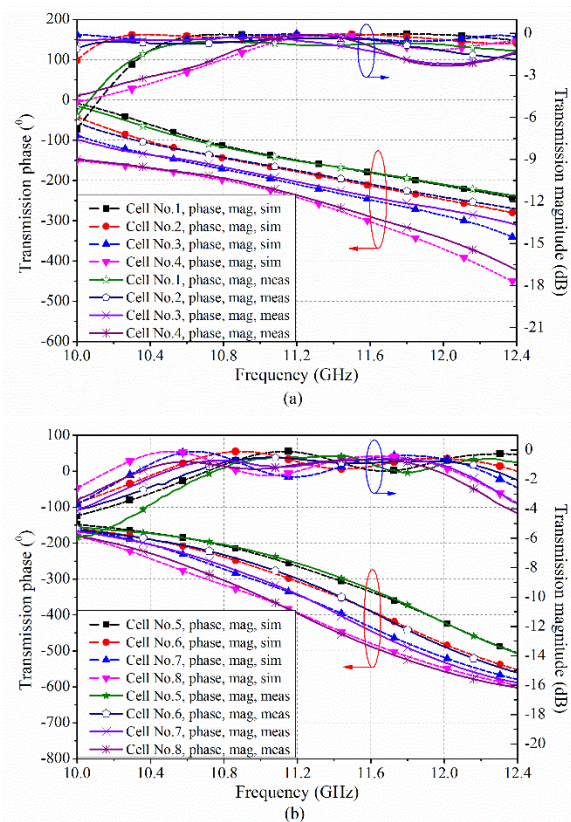 200
100
0
-100
-200
-300
-400
-500
-600
Transmission phase (⁰)
0
-3
-6
-9
-12
-15
-18
-21
Transmission magnitude (dB)
Cell No.1, phase, mag, sim
Cell No.2, phase, mag, sim
Cell No.3, phase, mag, sim
Cell No.4, phase, mag, sim
Cell No.1, phase, mag, meas
Cell No.2, phase, mag, meas
Cell No.3, phase, mag, meas
Cell No.4, phase, mag, meas
10.0 10.4 10.8 11.2 11.6 12.0 12.4
Frequency (GHz)
(a)
100
0
-100
-200
-300
-400
-500
-600
-700
-800
Transmission phase (⁰)
0
-2
-4
-6
-8
-10
-12
-14
-16
-18
-20
Transmission magnitude (dB)
Cell No.5, phase, mag, sim
Cell No.6, phase, mag, sim
Cell No.7, phase, mag, sim
Cell No.8, phase, mag, sim
Cell No.5, phase, mag, meas
Cell No.6, phase, mag, meas
Cell No.7, phase, mag, meas
Cell No.8, phase, mag, meas
10.0 10.4 10.8 11.2 11.6 12.0 12.4
Frequency (GHz)
(b)